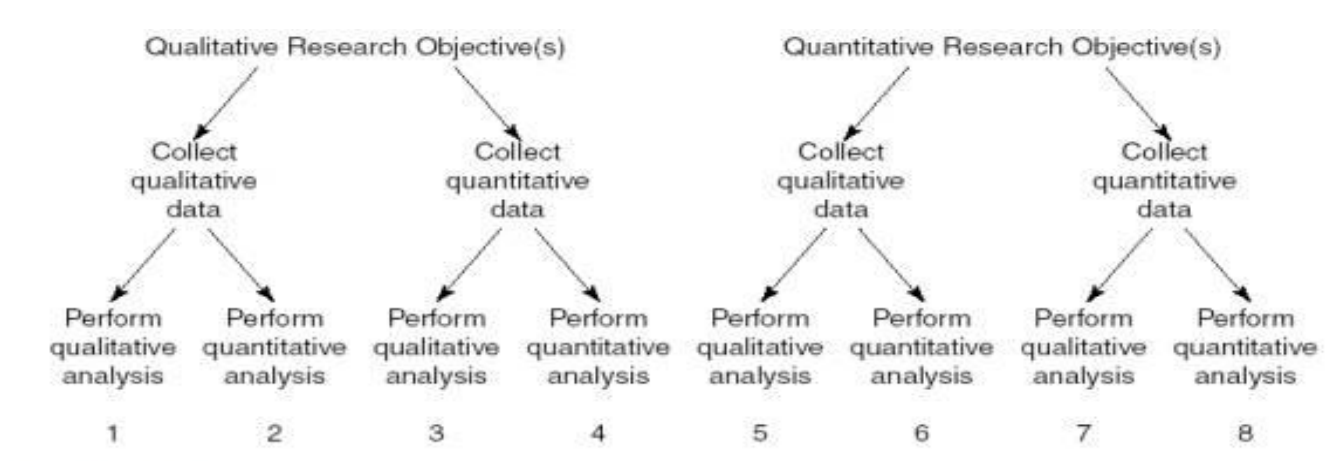 Qualitative Research Objective(s)
Quantitative Research Objective(s)
Collect
qualitative
data
Collect
quantitative
data
Collect
qualitative
data
Collect
quantitative
data
Perform
qualitative
analysis
Perform
quantitative
analysis
Perform
qualitative
analysis
Perform
quantitative
analysis
Perform
qualitative
analysis
Perform
quantitative
analysis
Perform
qualitative
analysis
Perform
quantitative
analysis
1
2
3
4
5
6
7
8